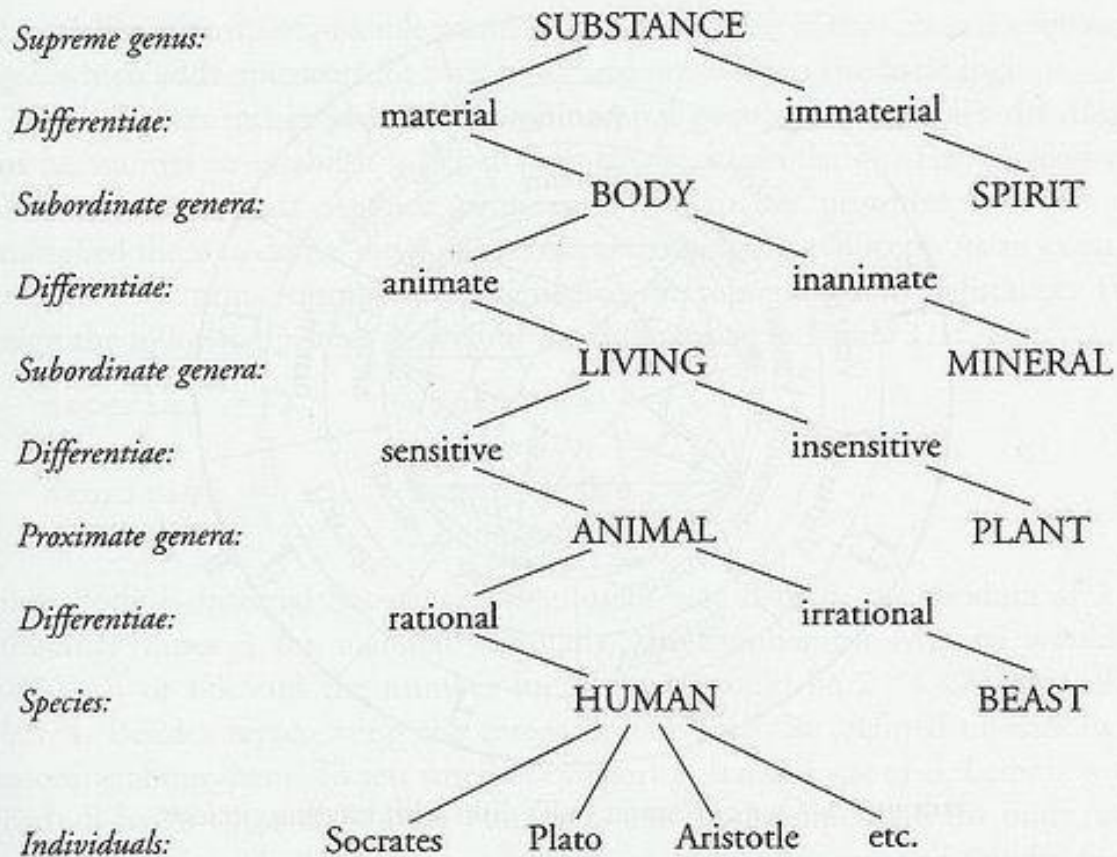 Supreme genus: SUBSTANCE
Differentiae: material immaterial
Subordinate genera: BODY SPIRIT
Differentiae: animate inanimate
Subordinate genera: LIVING MINERAL
Differentiae: sensitive insensitive
Proximate genera: ANIMAL PLANT
Differentiae: rational irrational
Species: HUMAN BEAST
Individuals: Socrates Plato Aristotle etc.